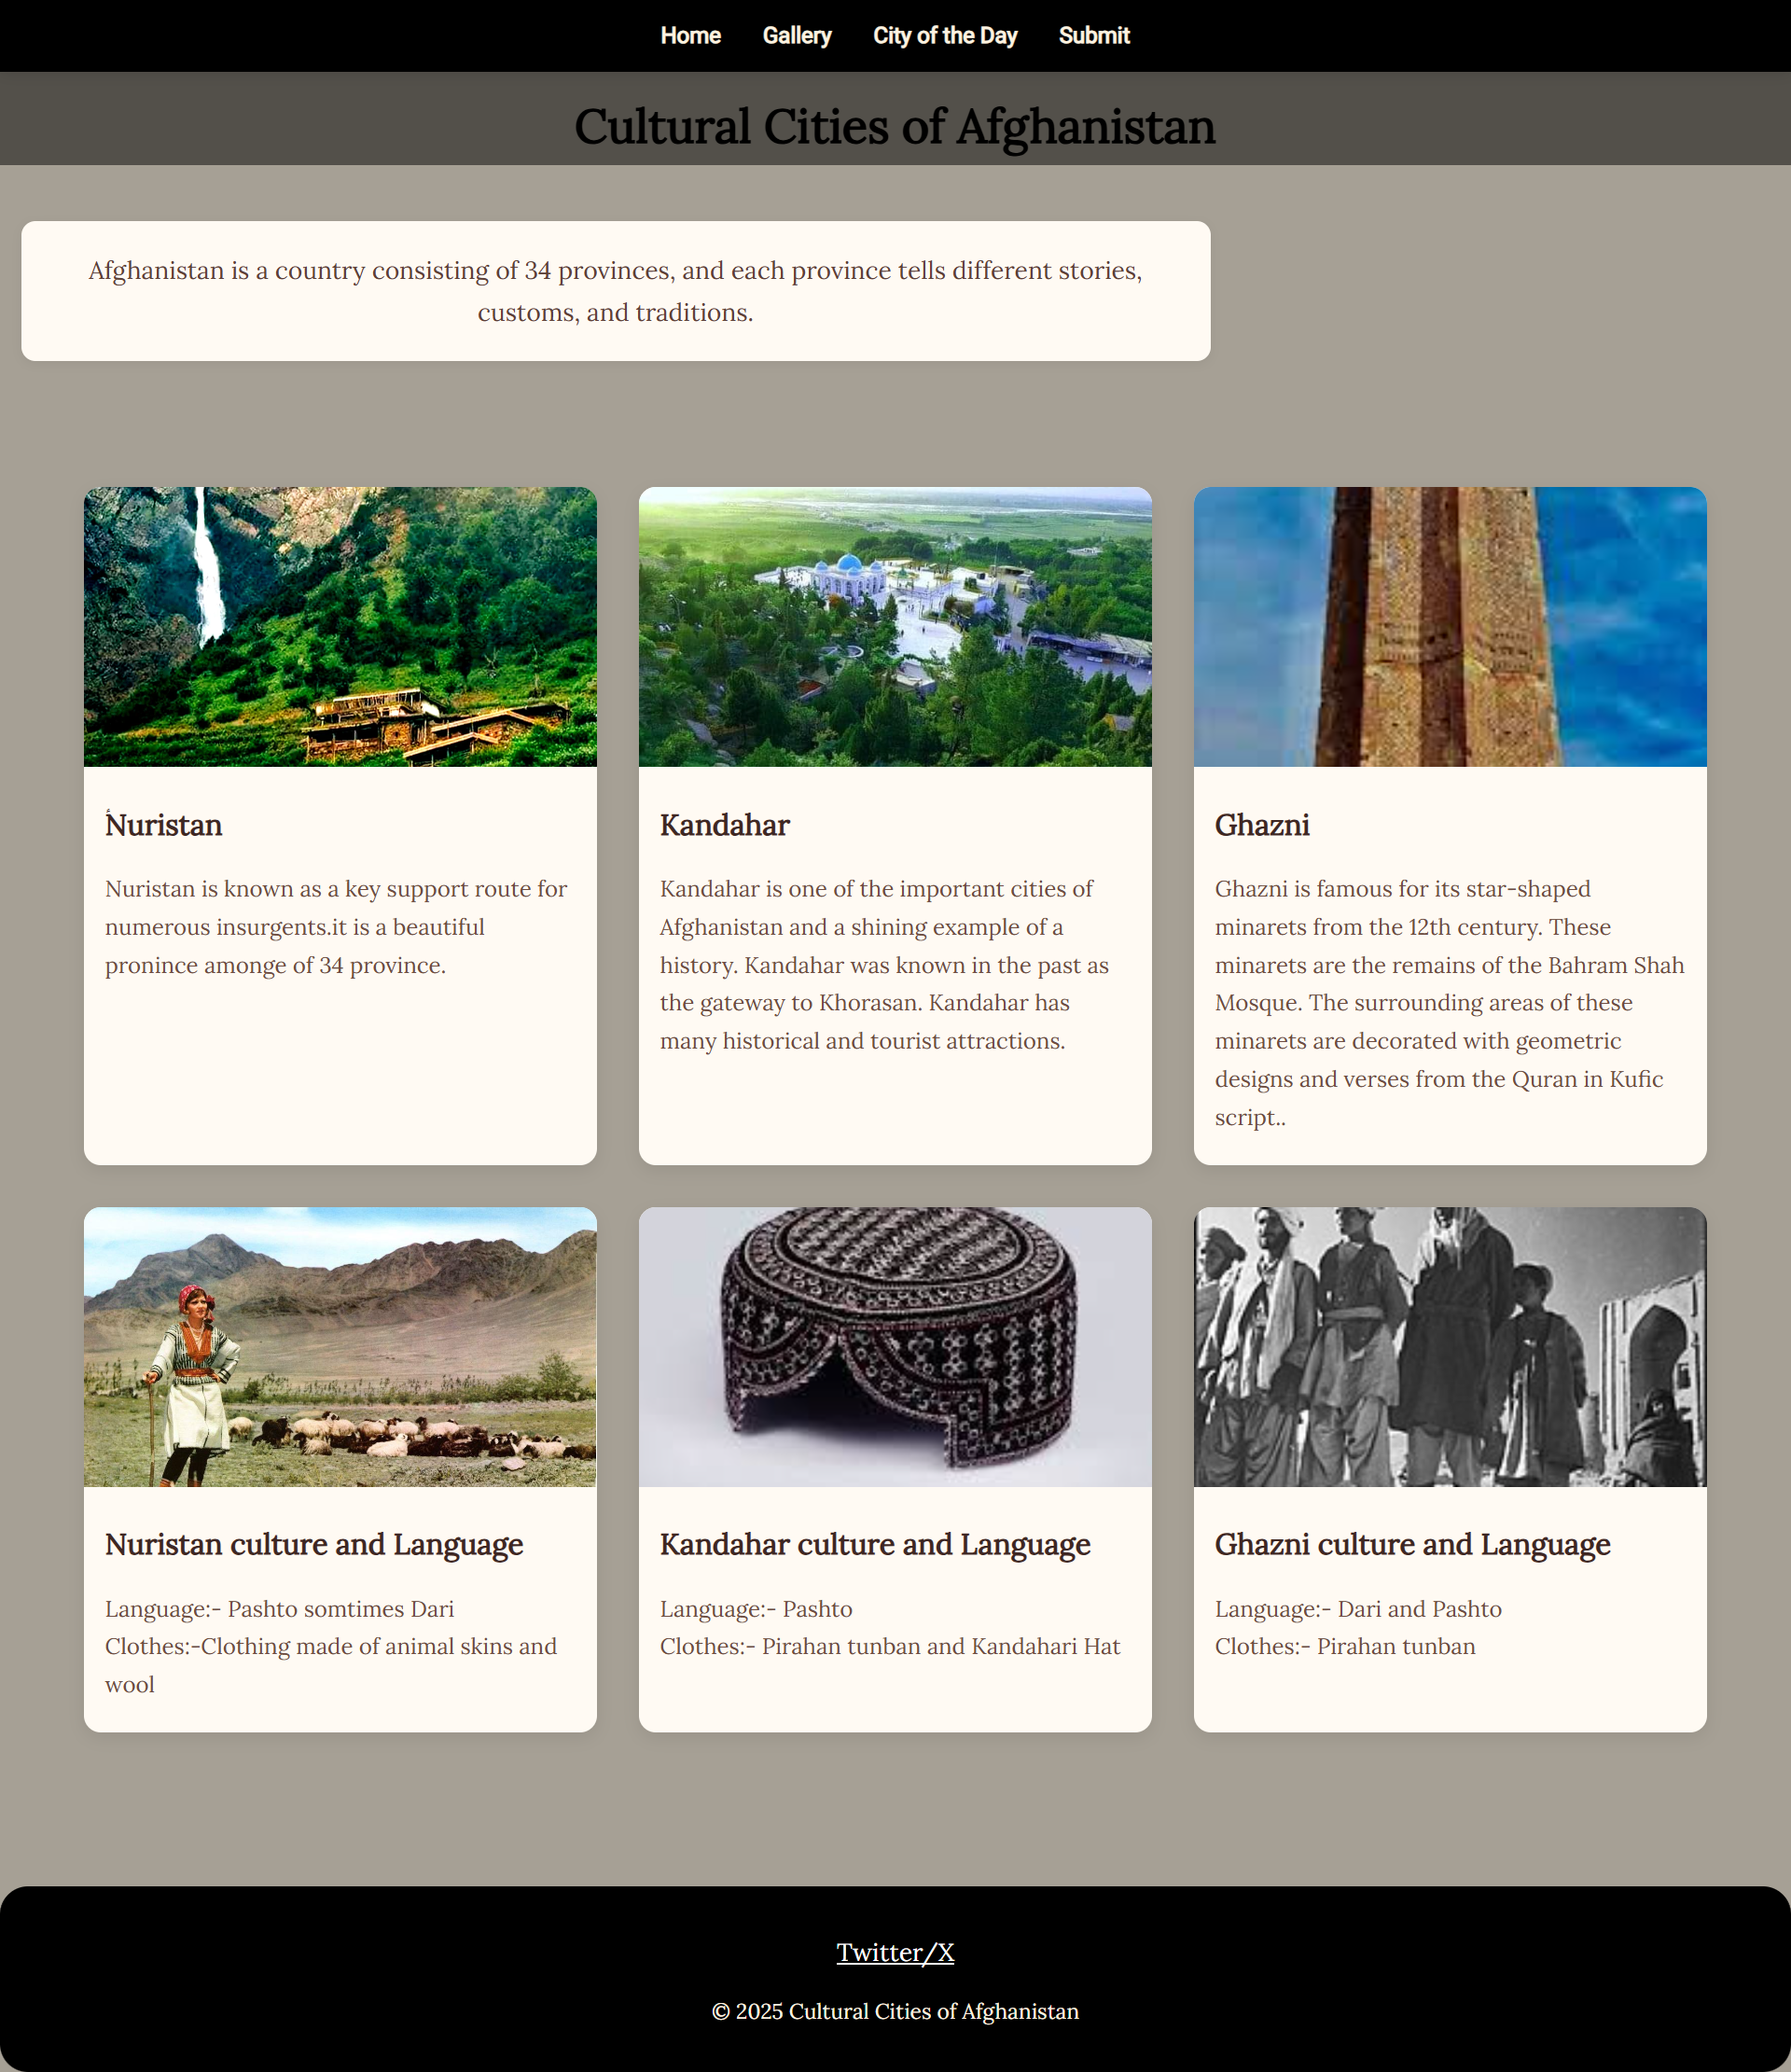 Home Gallery City of the Day Submit
Cultural Cities of Afghanistan
Afghanistan is a country consisting of 34 provinces, and each province tells different stories,
customs, and traditions.
ٔNuristan
Nuristan is known as a key support route for
numerous insurgents.it is a beautiful
pronince amonge of 34 province.
Kandahar
Kandahar is one of the important cities of
Afghanistan and a shining example of a
history. Kandahar was known in the past as
the gateway to Khorasan. Kandahar has
many historical and tourist attractions.
Ghazni
Ghazni is famous for its star-shaped
minarets from the 12th century. These
minarets are the remains of the Bahram Shah
Mosque. The surrounding areas of these
minarets are decorated with geometric
designs and verses from the Quran in Kufic
script..
Nuristan culture and Language
Language:- Pashto somtimes Dari
Clothes:-Clothing made of animal skins and
wool
Kandahar culture and Language
Language:- Pashto
Clothes:- Pirahan tunban and Kandahari Hat
Ghazni culture and Language
Language:- Dari and Pashto
Clothes:- Pirahan tunban
Twitter/X
© 2025 Cultural Cities of Afghanistan